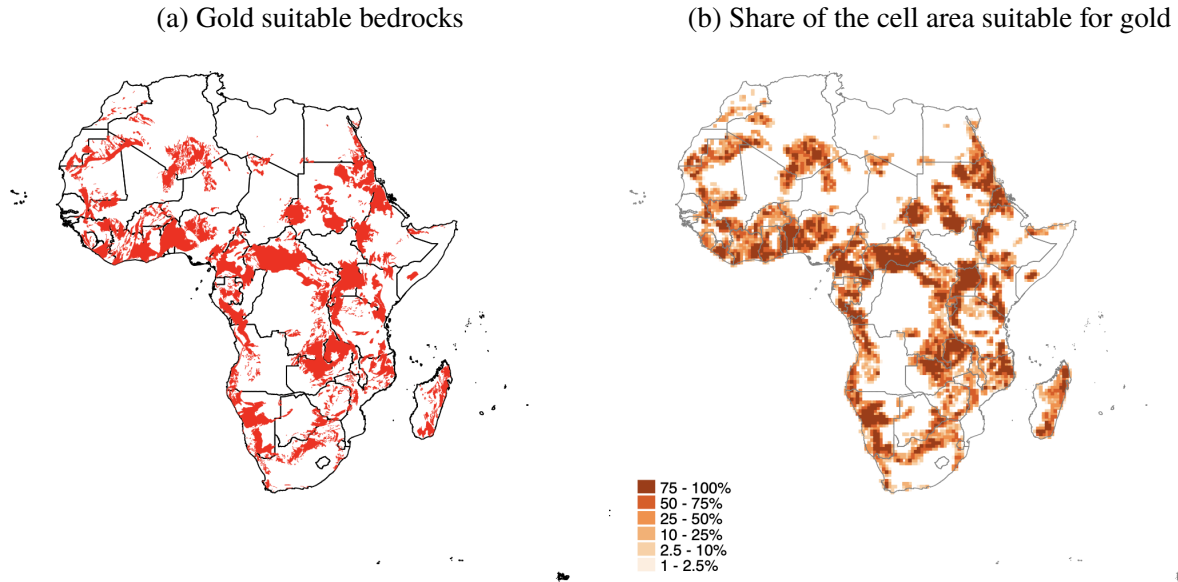 (a) Gold suitable bedrocks
(b) Share of the cell area suitable for gold
75 - 100%
50 - 75%
25 - 50%
10 - 25%
2.5 - 10%
1 - 2.5%